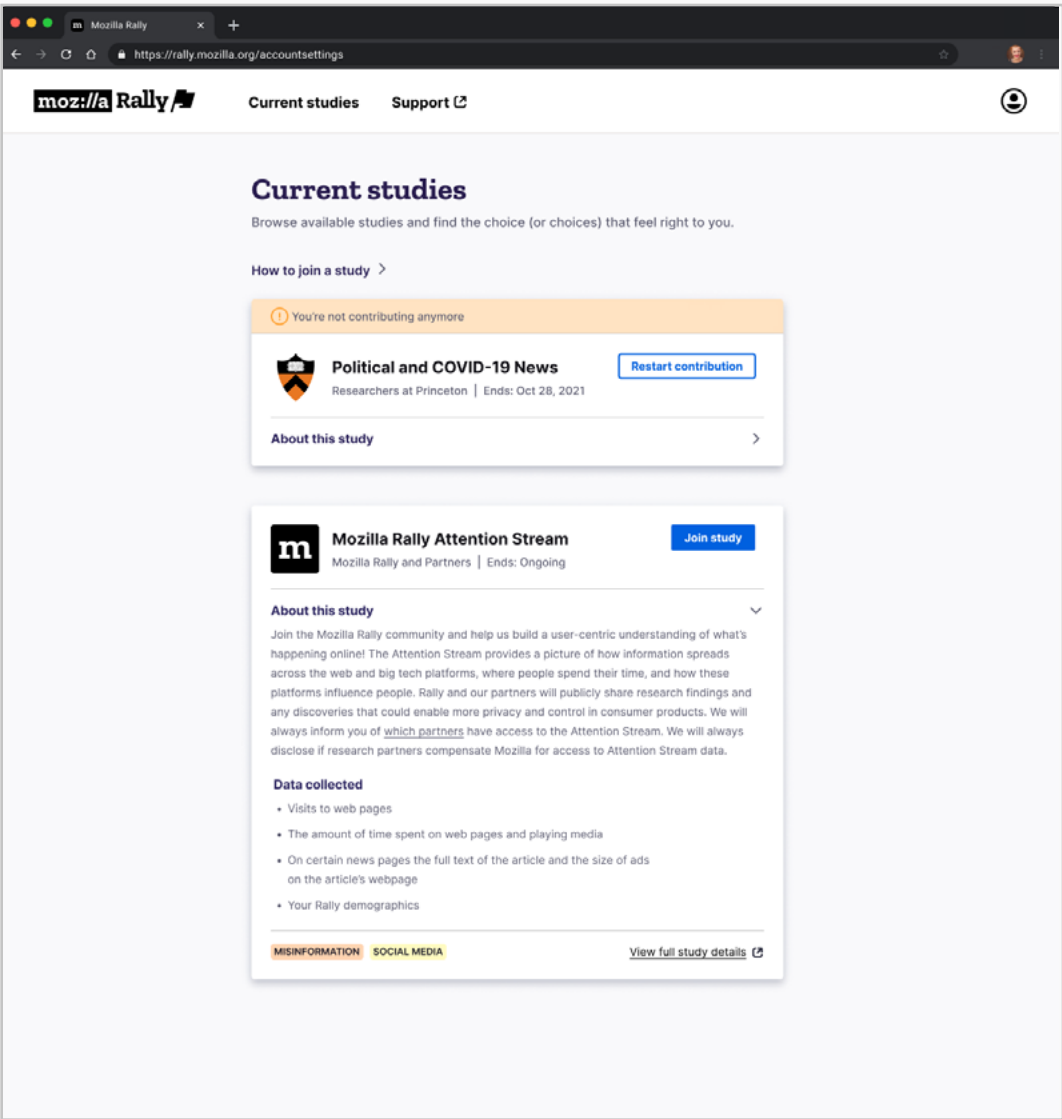 m Mozilla Rally × +
https://rally.mozilla.org/accountsettings
moz://a Rally Current studies Support
Current studies
Browse available studies and find the choice (or choices) that feel right to you.
How to join a study
You're not contributing anymore
Political and COVID-19 News
Restart contribution
Researchers at Princeton | Ends: Oct 28, 2021
About this study
m
Mozilla Rally Attention Stream
Join study
Mozilla Rally and Partners | Ends: Ongoing
About this study
Join the Mozilla Rally community and help us build a user-centric understanding of what's
happening online! The Attention Stream provides a picture of how information spreads
across the web and big tech platforms, where people spend their time, and how these
platforms influence people. Rally and our partners will publicly share research findings and
any discoveries that could enable more privacy and control in consumer products. We will
always inform you of which partners have access to the Attention Stream. We will always
disclose if research partners compensate Mozilla for access to Attention Stream data.
Data collected
• Visits to web pages
• The amount of time spent on web pages and playing media
• On certain news pages the full text of the article and the size of ads
on the article's webpage
• Your Rally demographics
MISINFORMATION SOCIAL MEDIA View full study details